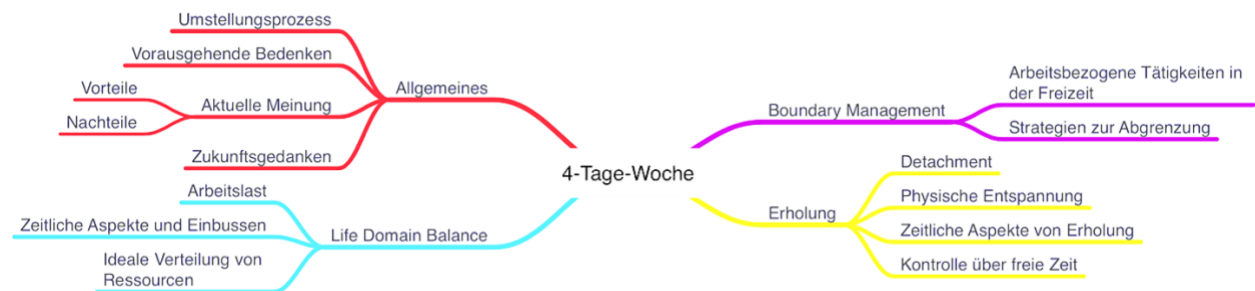 Umstellungsprozess
Vorausgehende Bedenken
Allgemeines
Vorteile
Aktuelle Meinung
Nachteile
Zukunftsgedanken
Arbeitslast
Zeitliche Aspekte und Einbussen
Life Domain Balance
Ideale Verteilung von
Ressourcen
4-Tage-Woche
Arbeitsbezogene Tätigkeiten in
der Freizeit
Boundary Management
Strategien zur Abgrenzung
Detachment
Physische Entspannung
Erholung
Zeitliche Aspekte von Erholung
Kontrolle über freie Zeit